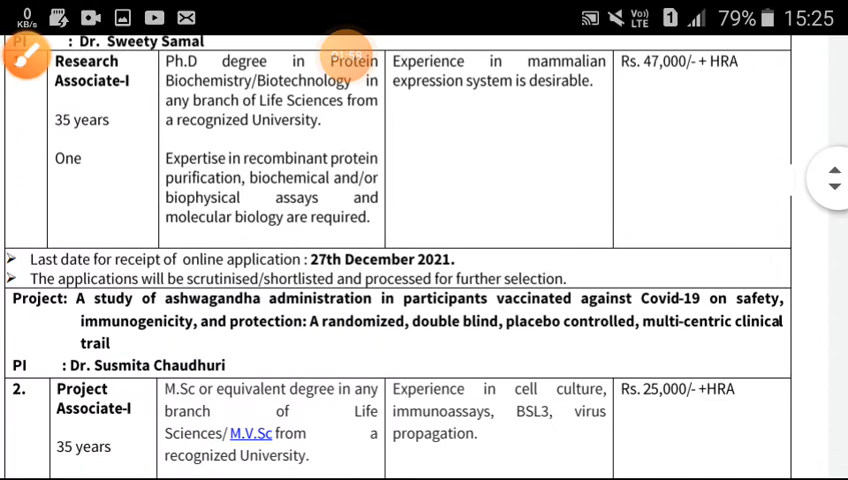 0
KB/s
Vo))
LTE
1
79%
15:25
PI : Dr. Sweety Samal
Research Associate-I
35 years
One
Ph.D degree in Protein
Biochemistry/Biotechnology in
any branch of Life Sciences from
a recognized University.
Expertise in recombinant protein
purification, biochemical and/or
biophysical assays and
molecular biology are required.
Experience in mammalian
expression system is desirable.
Rs. 47,000/- + HRA
Last date for receipt of online application : 27th December 2021.
The applications will be scrutinised/shortlisted and processed for further selection.
Project: A study of ashwagandha administration in participants vaccinated against Covid-19 on safety,
immunogenicity, and protection: A randomized, double blind, placebo controlled, multi-centric clinical
trail
PI : Dr. Susmita Chaudhuri
2.
Project
Associate-I
35 years
M.Sc or equivalent degree in any
branch of Life
Sciences/ M.V.Sc from a
recognized University.
Experience in cell culture,
immunoassays, BSL3, virus
propagation.
Rs. 25,000/- +HRA